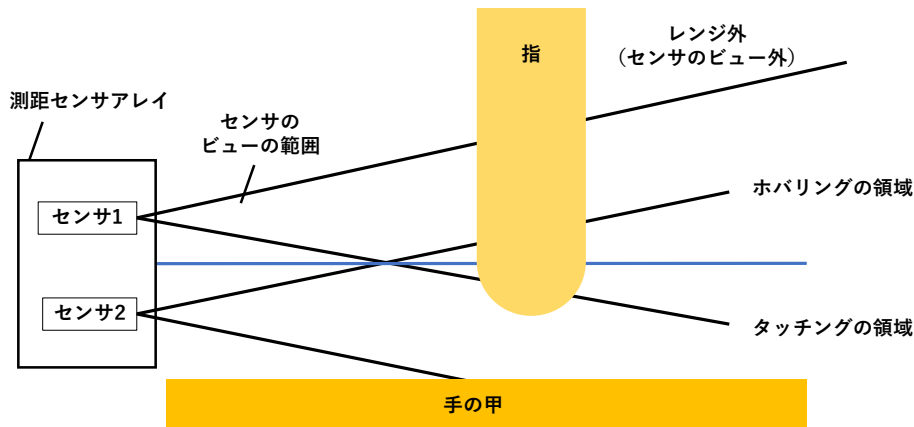 指
レンジ外
（センサのビュー外）
測距センサアレイ
センサの
ビューの範囲
ホバリングの領域
センサ1
センサ2
タッチングの領域
手の甲